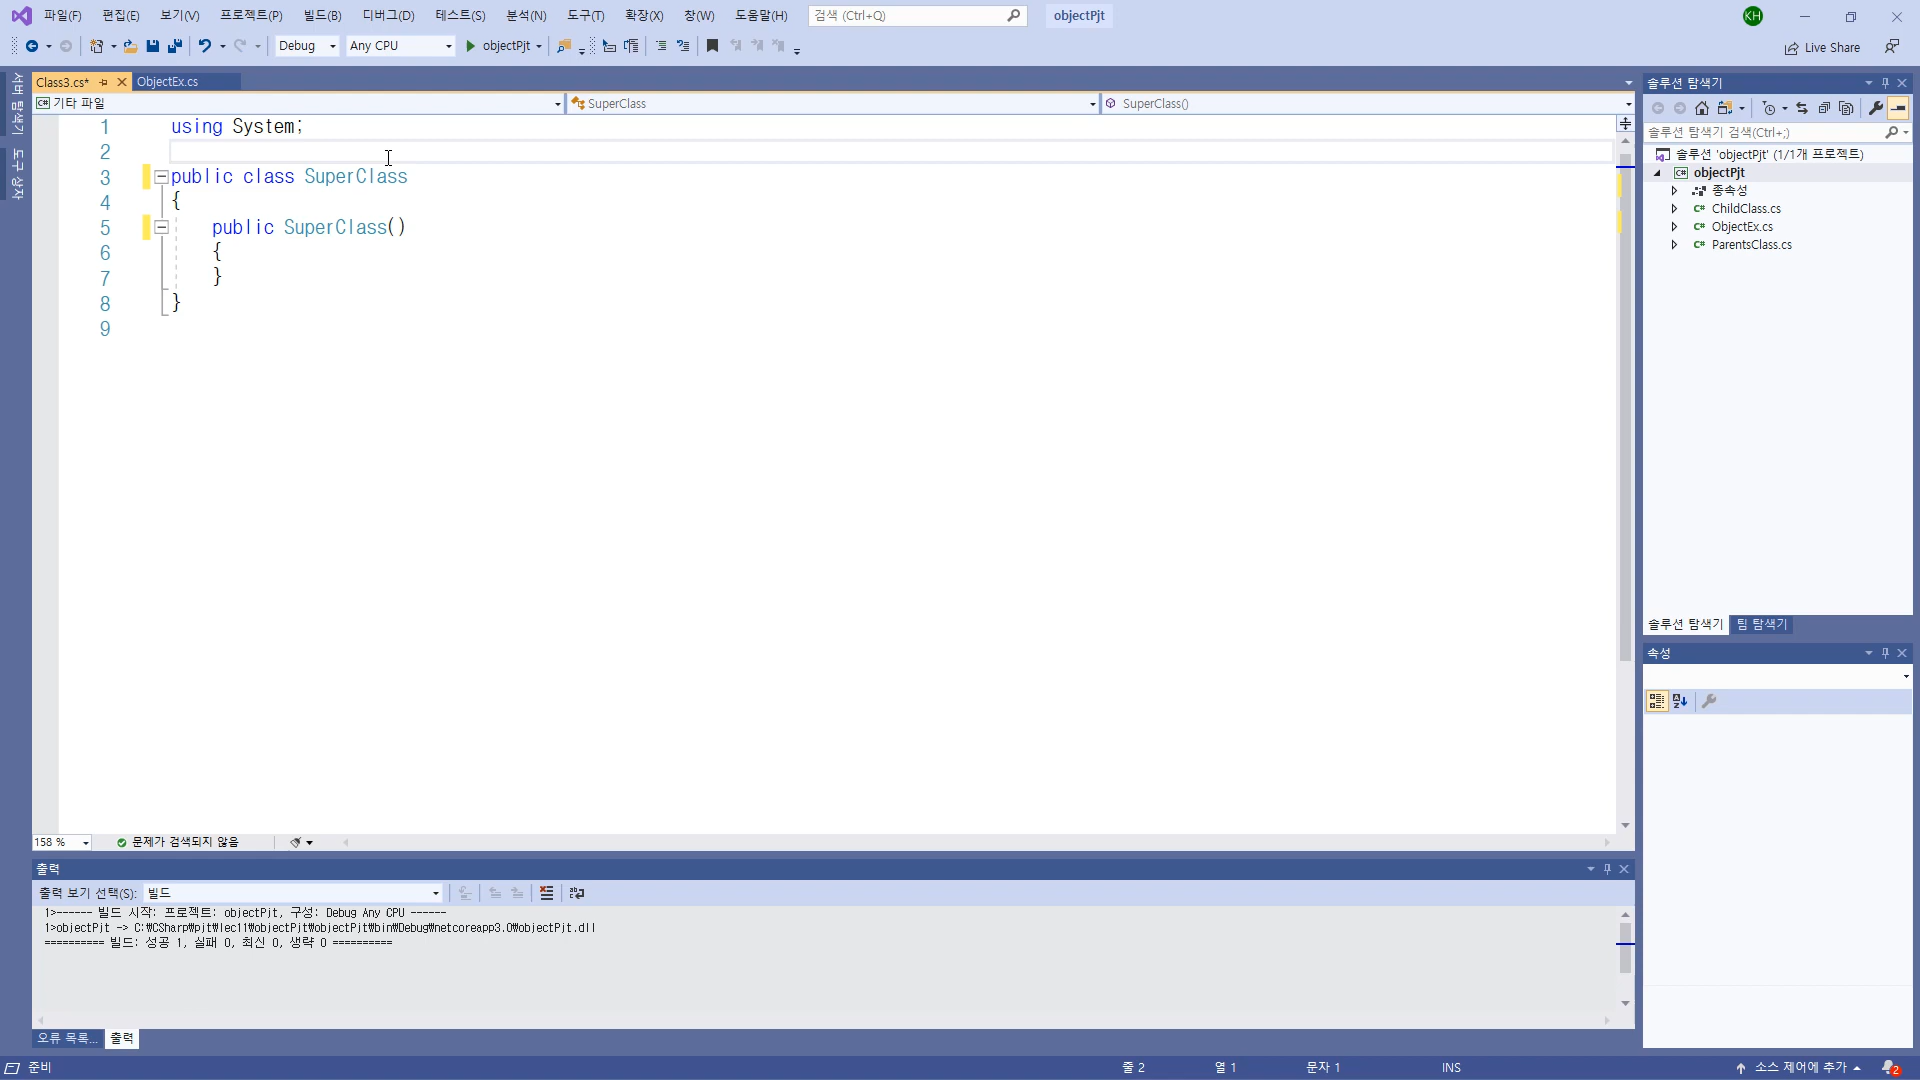 파일(F) 편집(E) 보기(V) 프로젝트(P) 빌드(B) 디버그(D) 테스트(S) 분석(N) 도구(T) 확장(X) 창(W) 도움말(H) 검색 (Ctrl+Q) objectPjt KH
Debug Any CPU objectPjt Live Share
서버 탐색기
도구 상자
Class3.cs* ObjectEx.cs
기타 파일 SuperClass SuperClass()
1 using System;
2
3 public class SuperClass
4 {
5 public SuperClass()
6 {
7 }
8 }
9
158 % 문제가 검색되지 않음
출력
출력 보기 선택(S): 빌드
1>------ 빌드 시작: 프로젝트: objectPjt, 구성: Debug Any CPU ------
1>objectPjt -> C:₩CSharp₩pjt₩lec11₩objectPjt₩objectPjt₩bin₩Debug₩netcoreapp3.0₩objectPjt.dll
========== 빌드: 성공 1, 실패 0, 최신 0, 생략 0 ==========
오류 목록... 출력
솔루션 탐색기
솔루션 탐색기 검색(Ctrl+;)
솔루션 'objectPjt' (1/1개 프로젝트)
objectPjt
종속성
ChildClass.cs
ObjectEx.cs
ParentsClass.cs
솔루션 탐색기 팀 탐색기
속성
준비 줄 2 열 1 문자 1 INS 소스 제어에 추가 2